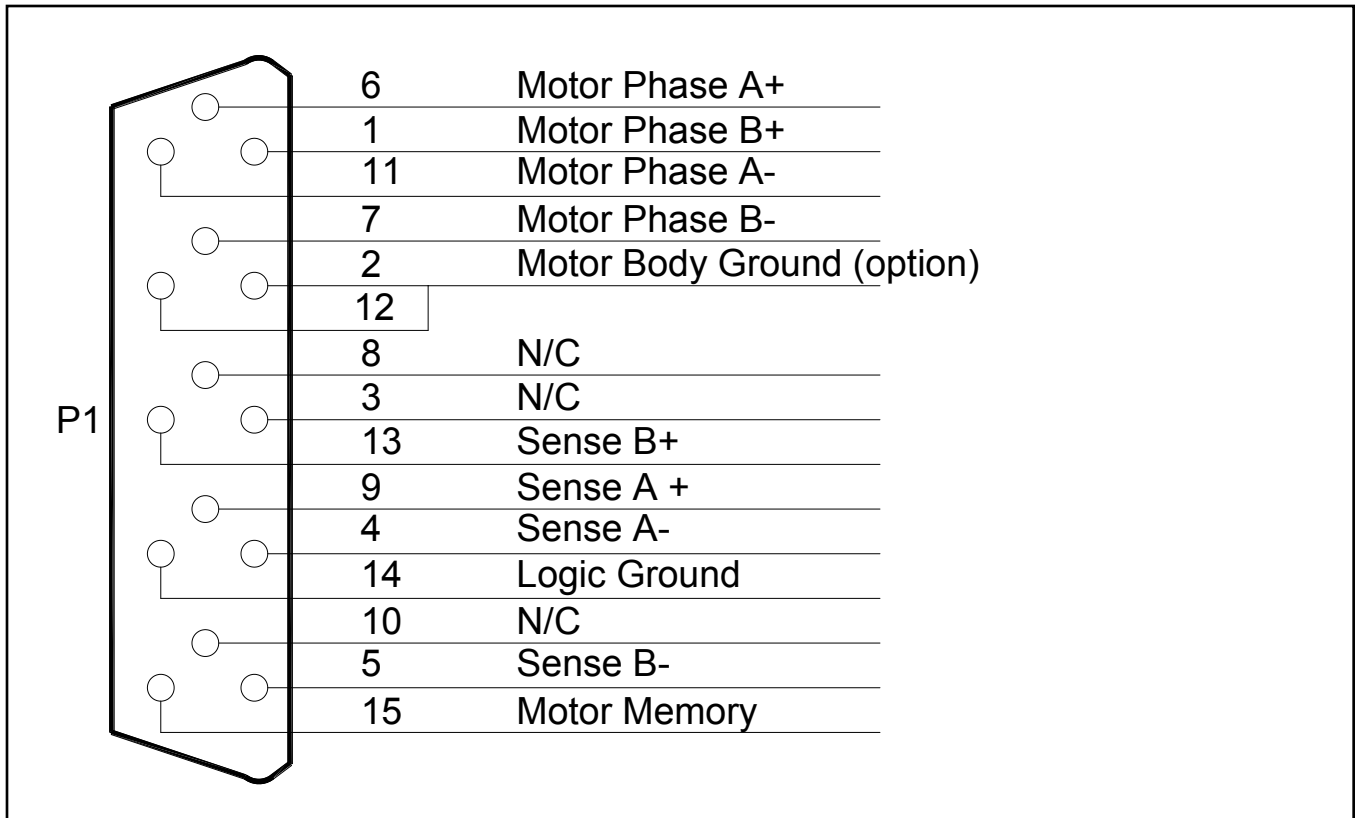 6 Motor Phase A+
1 Motor Phase B+
11 Motor Phase A-
7 Motor Phase B-
2 Motor Body Ground (option)
12
8 N/C
3 N/C
P1
13 Sense B+
9 Sense A +
4 Sense A-
14 Logic Ground
10 N/C
5 Sense B-
15 Motor Memory